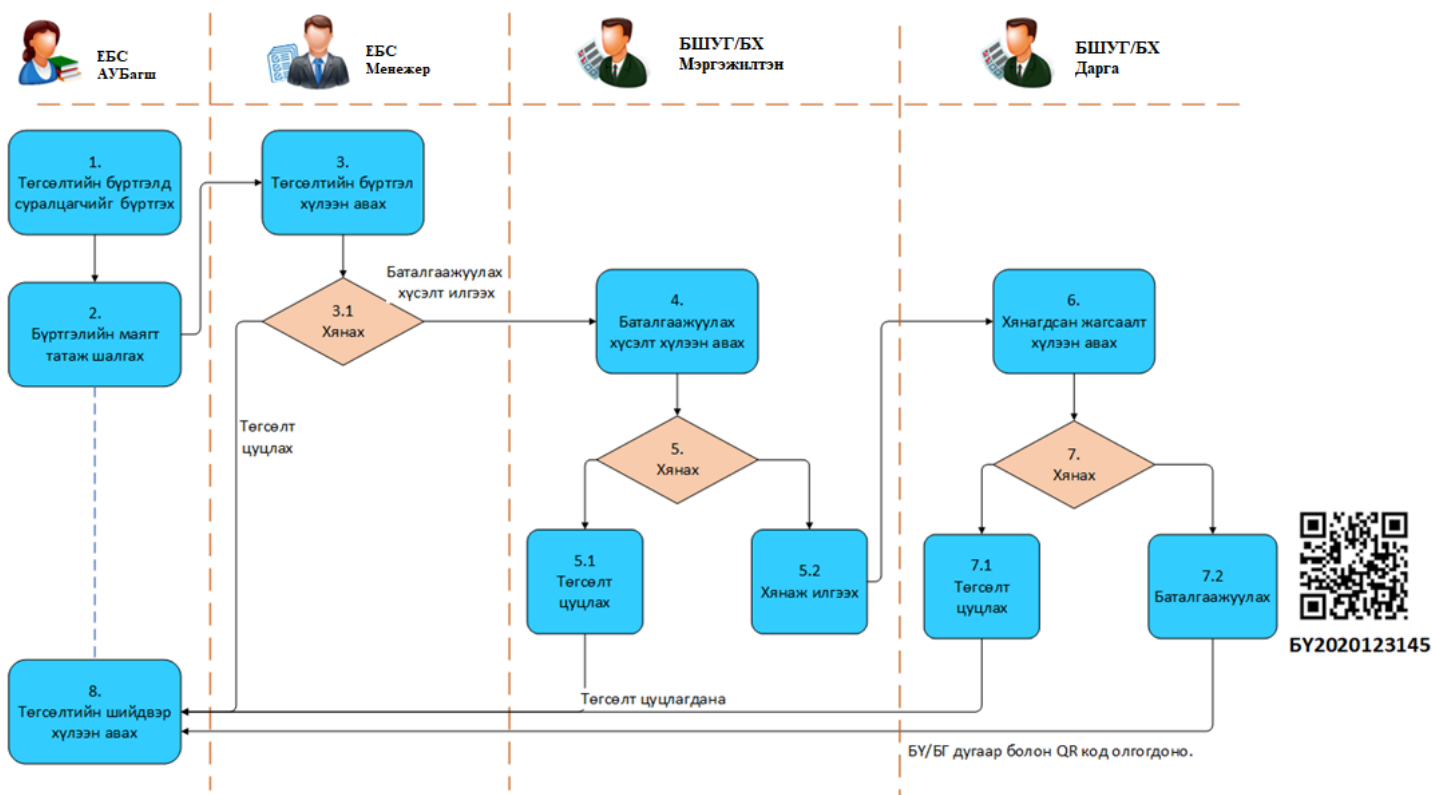 ЕБС
АУБагш
ЕБС
Менежер
БШУГ/БХ
Мэргэжилтэн
БШУГ/БХ
Дарга
1.
Төгсөлтийн бүртгэлд
суралцагчийг бүртгэх
3.
Төгсөлтийн бүртгэл
хүлээн авах
2.
Бүртгэлийн маягт
татаж шалгах
3.1
Хянах
Баталгаажуулах
хүсэлт илгээх
4.
Баталгаажуулах
хүсэлт хүлээн авах
6.
Хянагдсан жагсаалт
хүлээн авах
Төгсөлт
цуцлах
5.
Хянах
7.
Хянах
5.1
Төгсөлт
цуцлах
5.2
Хянаж илгээх
7.1
Төгсөлт
цуцлах
7.2
Баталгаажуулах
БҮ2020123145
8.
Төгсөлтийн шийдвэр
хүлээн авах
Төгсөлт цуцлагдана
БҮ/БГ дугаар болон QR код олгогдоно.